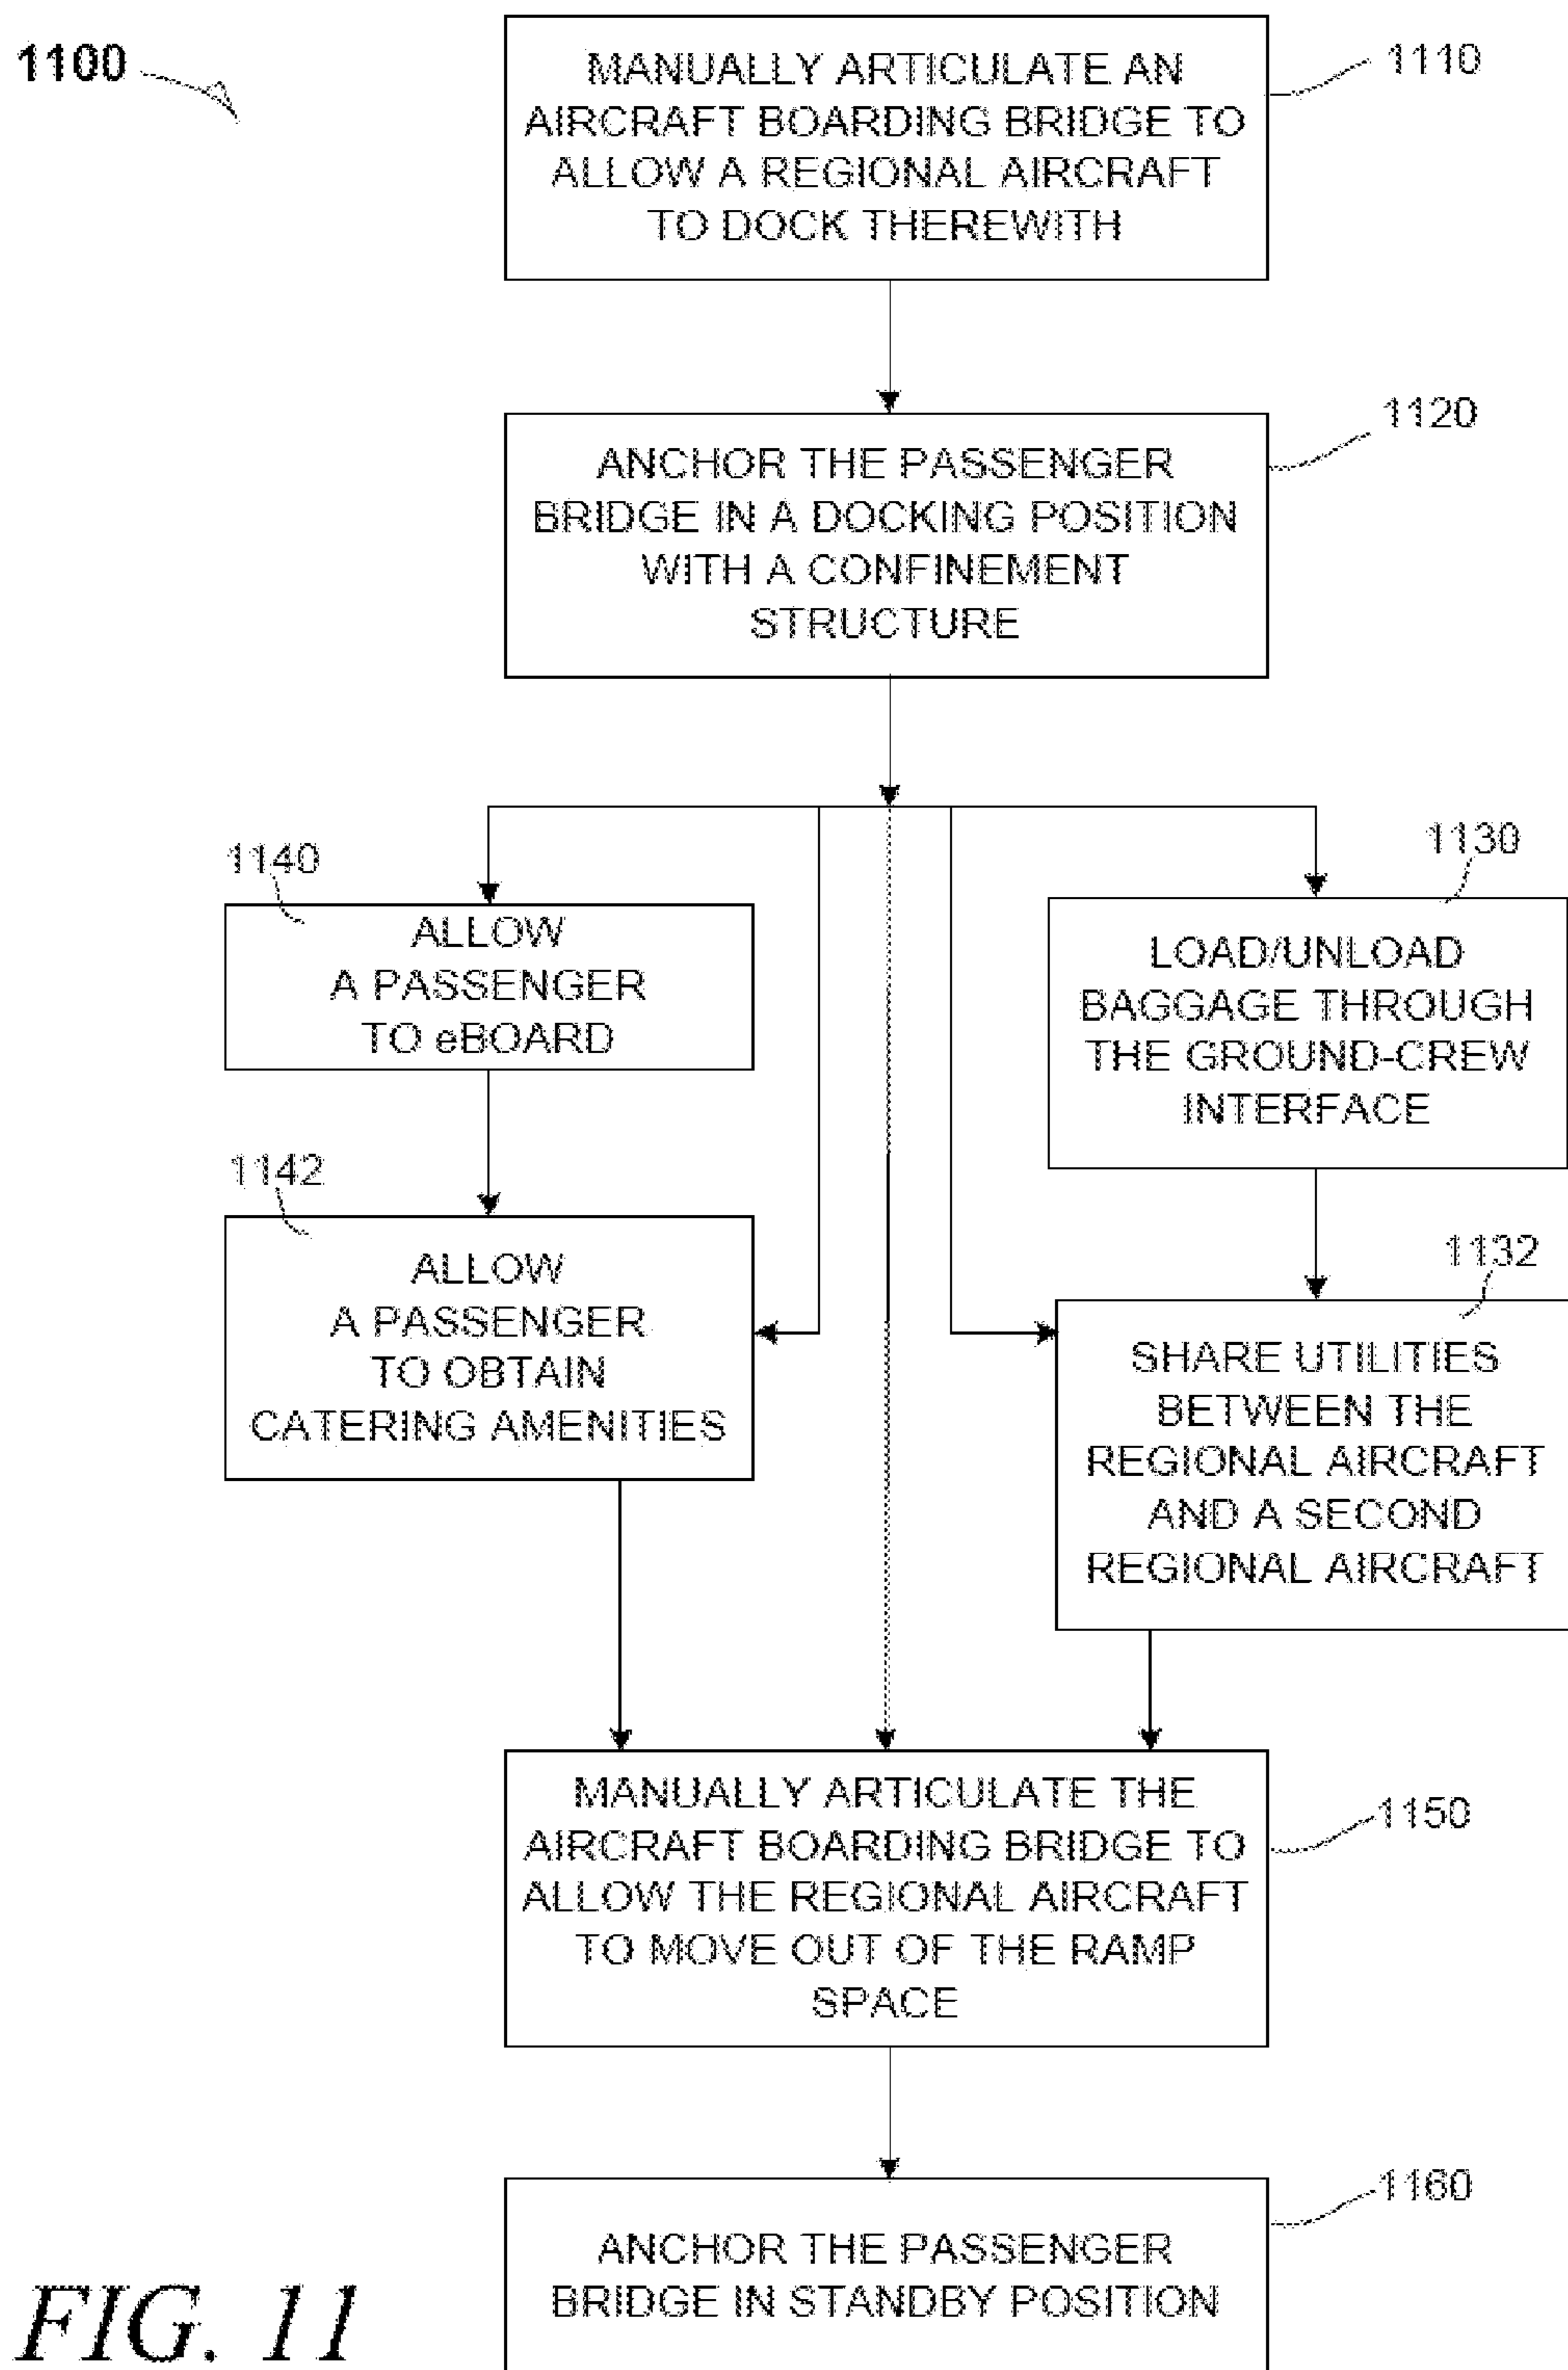 1100
MANUALLY ARTICULATE AN
AIRCRAFT BOARDING BRIDGE TO
ALLOW A REGIONAL AIRCRAFT
TO DOCK THEREWITH
1110
ANCHOR THE PASSENGER
BRIDGE IN A DOCKING POSITION
WITH A CONFINEMENT
STRUCTURE
1120
1140
ALLOW
A PASSENGER
TO eBOARD
1130
LOAD/UNLOAD
BAGGAGE THROUGH
THE GROUND-CREW
INTERFACE
1142
ALLOW
A PASSENGER
TO OBTAIN
CATERING AMENITIES
1132
SHARE UTILITIES
BETWEEN THE
REGIONAL AIRCRAFT
AND A SECOND
REGIONAL AIRCRAFT
MANUALLY ARTICULATE THE
AIRCRAFT BOARDING BRIDGE TO
ALLOW THE REGIONAL AIRCRAFT
TO MOVE OUT OF THE RAMP
SPACE
1150
ANCHOR THE PASSENGER
BRIDGE IN STANDBY POSITION
1160
FIG. 11